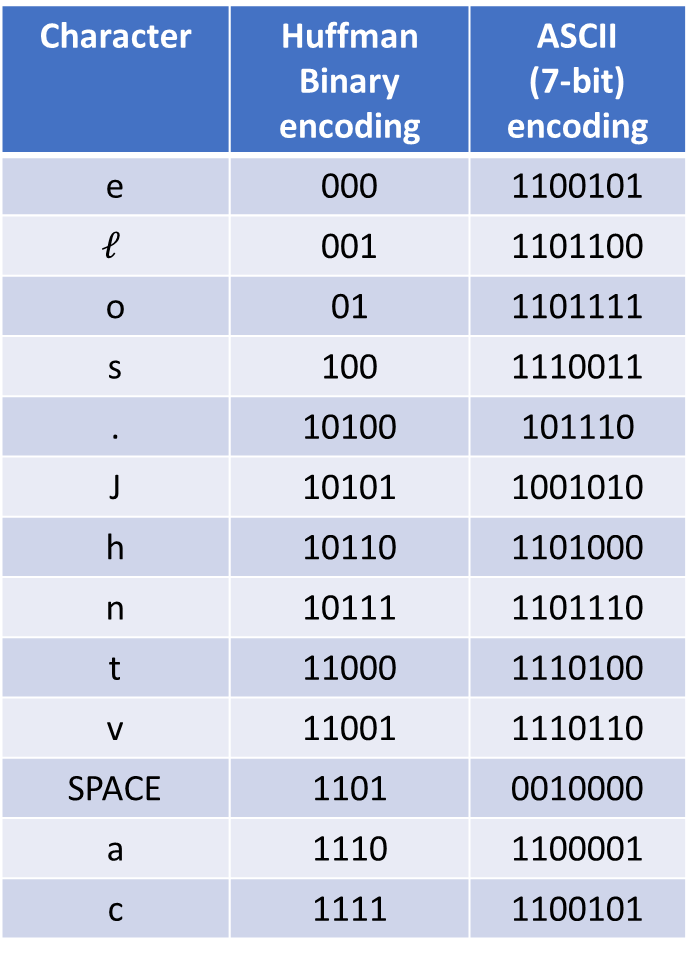 Character Huffman Binary encoding ASCII (7-bit) encoding
e 000 1100101
ℓ 001 1101100
o 01 1101111
s 100 1110011
. 10100 101110
J 10101 1001010
h 10110 1101000
n 10111 1101110
t 11000 1110100
v 11001 1110110
SPACE 1101 0010000
a 1110 1100001
c 1111 1100101